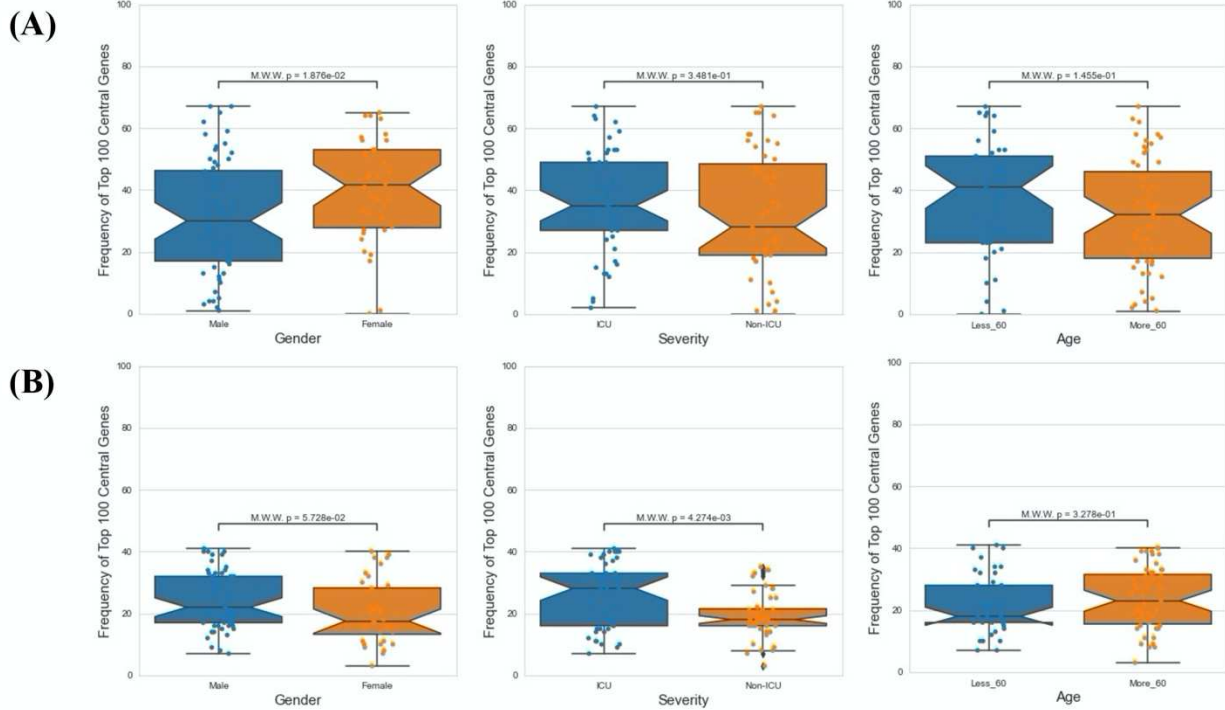 (A)
Frequency of Top 100 Central Genes
100
80
60
40
20
0
M.W.W. p = 1.876e-02
Male
Female
Gender
Frequency of Top 100 Central Genes
100
80
60
40
20
0
M.W.W. p = 3.481e-01
ICU
Non-ICU
Severity
Frequency of Top 100 Central Genes
100
80
60
40
20
0
M.W.W. p = 1.455e-01
Less_60
More_60
Age
(B)
Frequency of Top 100 Central Genes
100
80
60
40
20
0
M.W.W. p = 5.728e-02
Male
Female
Gender
Frequency of Top 100 Central Genes
100
80
60
40
20
0
M.W.W. p = 4.274e-03
ICU
Non-ICU
Severity
Frequency of Top 100 Central Genes
100
80
60
40
20
0
M.W.W. p = 3.278e-01
Less_60
More_60
Age